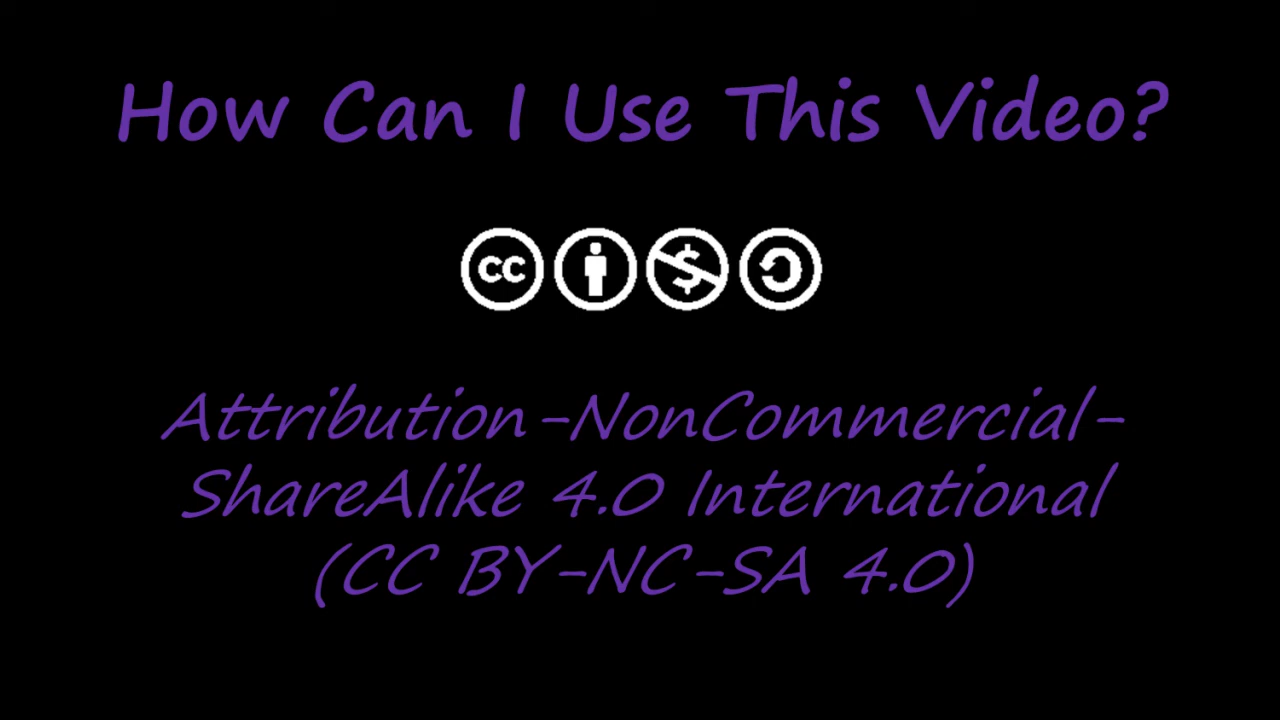 How Can I Use This Video?
cc $
Attribution-NonCommercial-
ShareAlike 4.0 International
(CC BY-NC-SA 4.0)